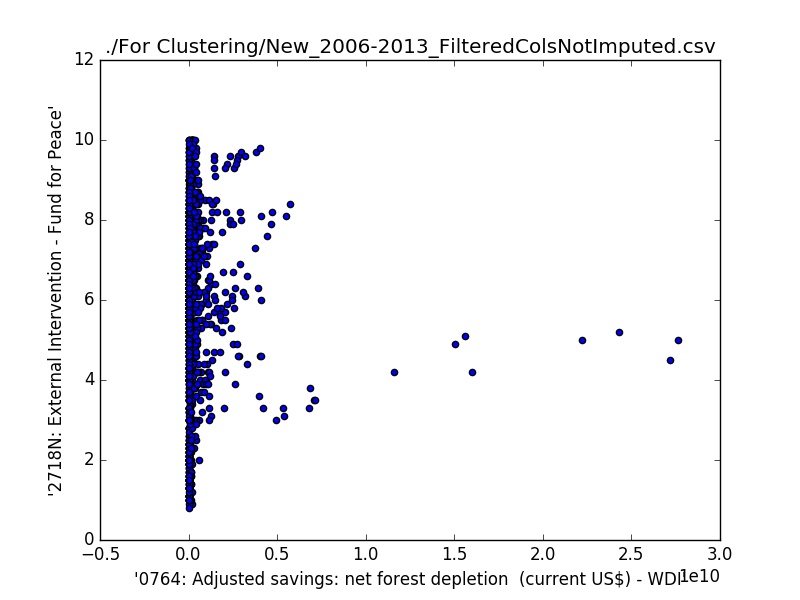 ./For Clustering/New_2006-2013_FilteredColsNotImputed.csv
'2718N: External Intervention - Fund for Peace'
12
10
8
6
4
2
0
−0.5 0.0 0.5 1.0 1.5 2.0 2.5 3.0
1e10
'0764: Adjusted savings: net forest depletion  (current US$) - WDI'